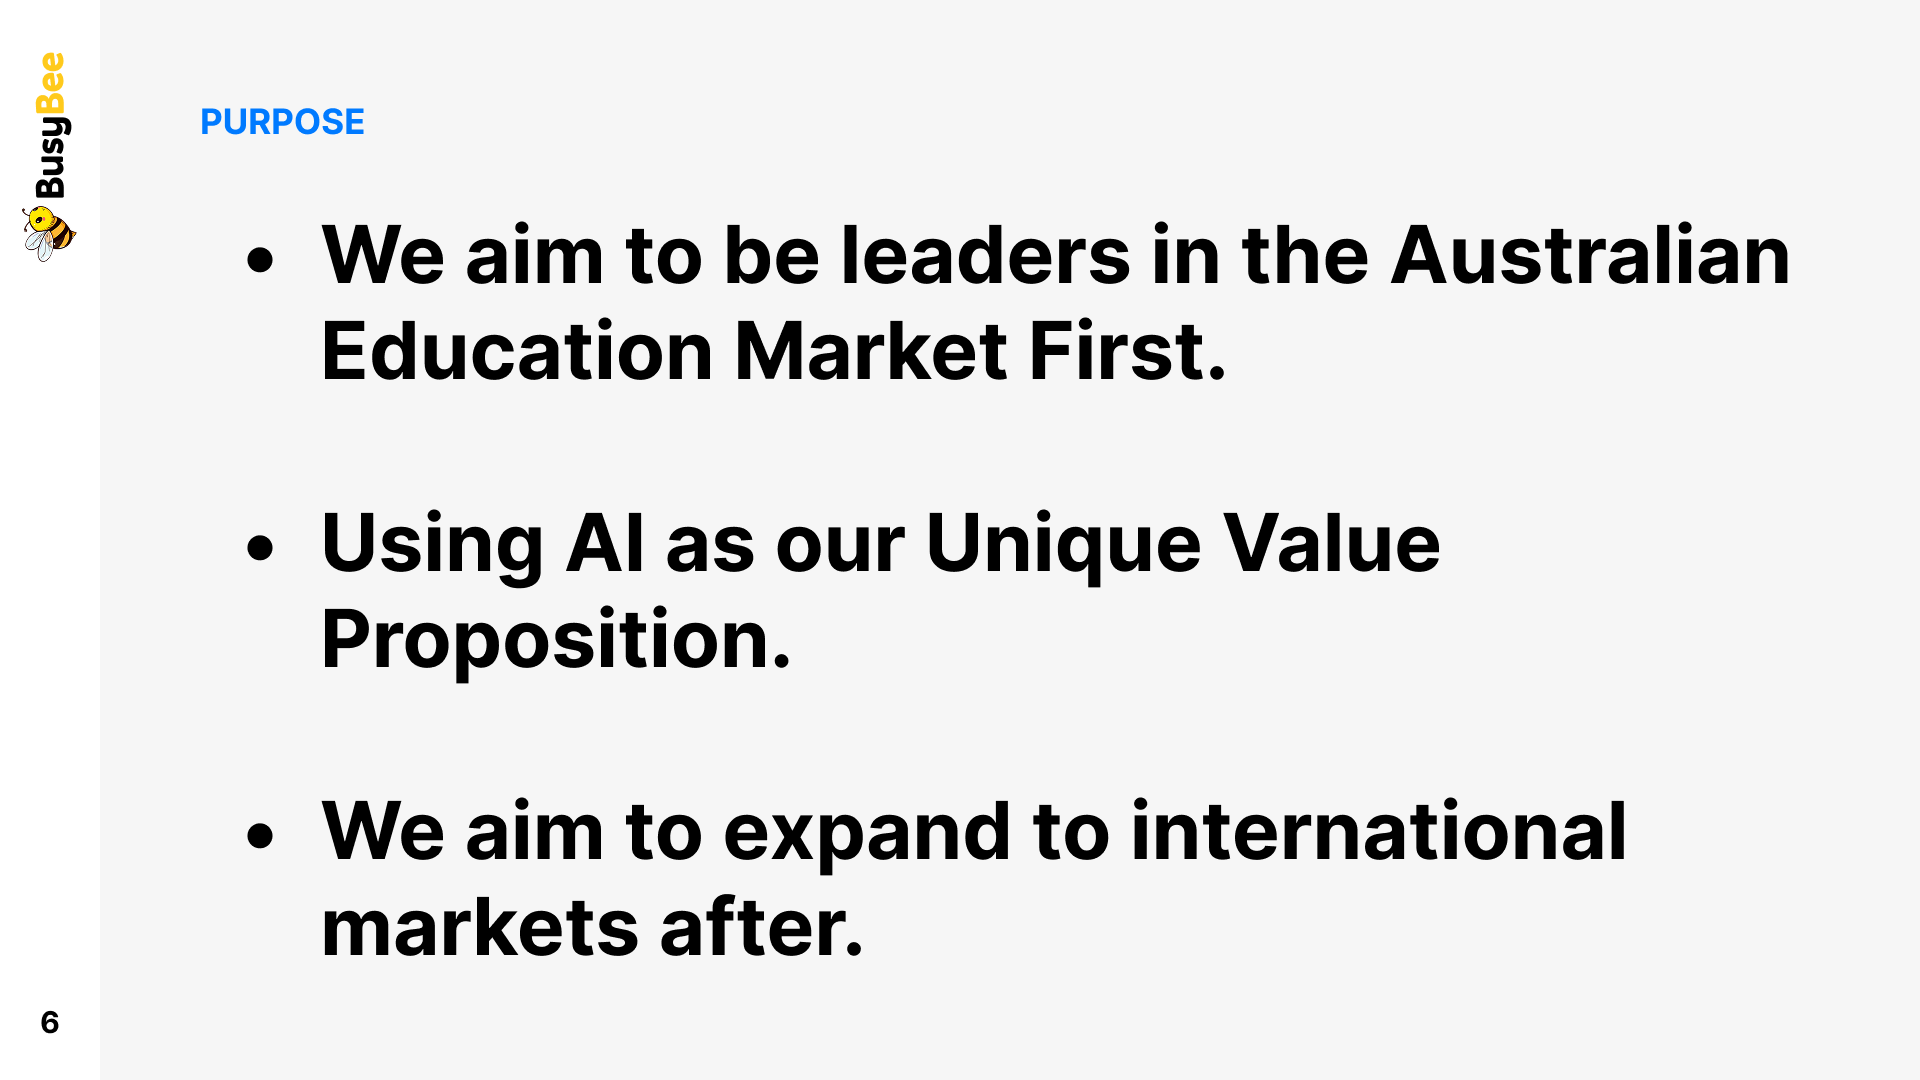 BusyBee
PURPOSE
• We aim to be leaders in the Australian
Education Market First.
• Using AI as our Unique Value
Proposition.
• We aim to expand to international
markets after.
6